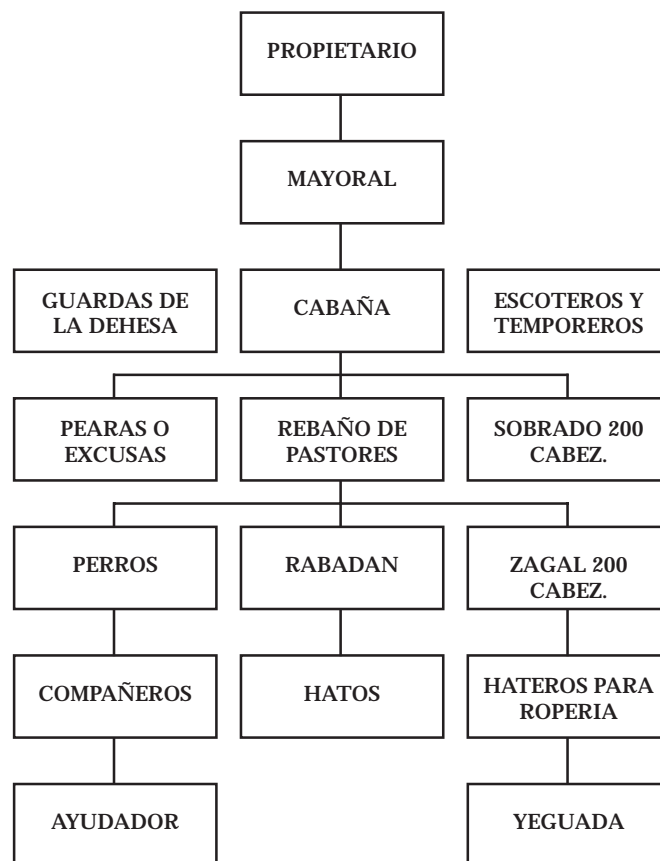 PROPIETARIO
MAYORAL
GUARDAS DE
LA DEHESA
CABAÑA
ESCOTEROS Y
TEMPOREROS
PEARAS O
EXCUSAS
REBAÑO DE
PASTORES
SOBRADO 200
CABEZ.
PERROS
RABADAN
ZAGAL 200
CABEZ.
COMPAÑEROS
HATOS
HATEROS PARA
ROPERIA
AYUDADOR
YEGUADA